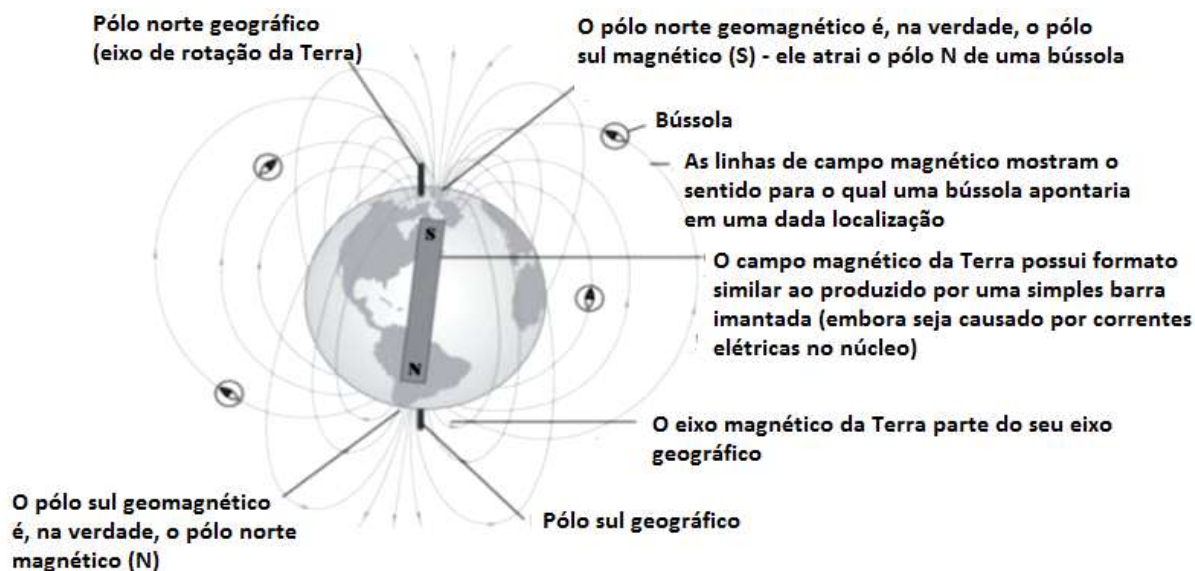 Pólo norte geográfico
(eixo de rotação da Terra)
O pólo norte geomagnético é, na verdade, o pólo
sul magnético (S) - ele atrai o pólo N de uma bússola
Bússola
As linhas de campo magnético mostram o
sentido para o qual uma bússola apontaria
em uma dada localização
S
O campo magnético da Terra possui formato
similar ao produzido por uma simples barra
imantada (embora seja causado por correntes
elétricas no núcleo)
N
O eixo magnético da Terra parte do seu eixo
geográfico
O pólo sul geomagnético
é, na verdade, o pólo norte
magnético (N)
Pólo sul geográfico